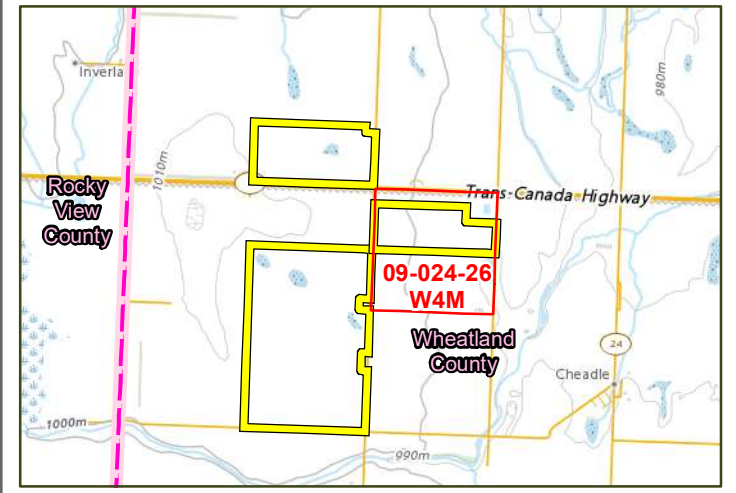 Inverla
980m
1010m
Rocky
View
County
Trans-Canada Highway
09-024-26
W4M
Wheatland
County
24
Cheadle
1000m
990m